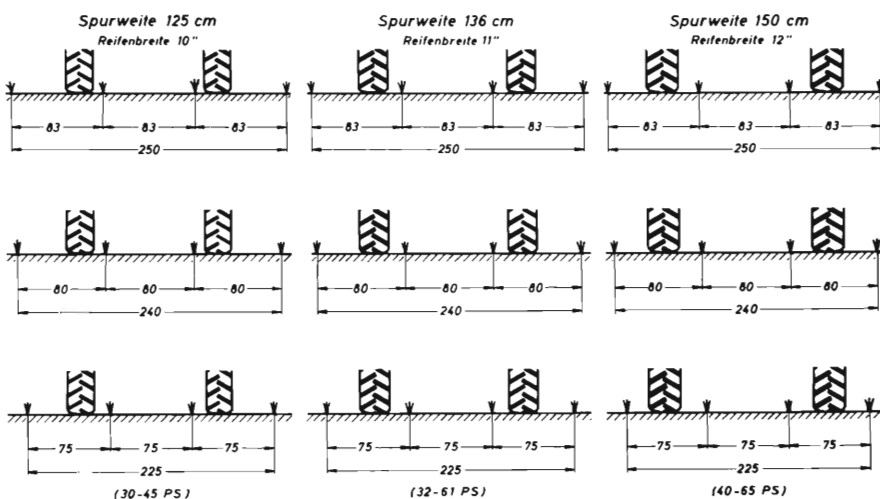 Spurweite 125 cm
Reifenbreite 10"
Spurweite 136 cm
Reifenbreite 11"
Spurweite 150 cm
Reifenbreite 12"
83 83 83
250
83 83 83
250
83 83 83
250
80 80 80
240
80 80 80
240
80 80 80
240
75 75 75
225
(30-45 PS)
75 75 75
225
(32-61 PS)
75 75 75
225
(40-65 PS)